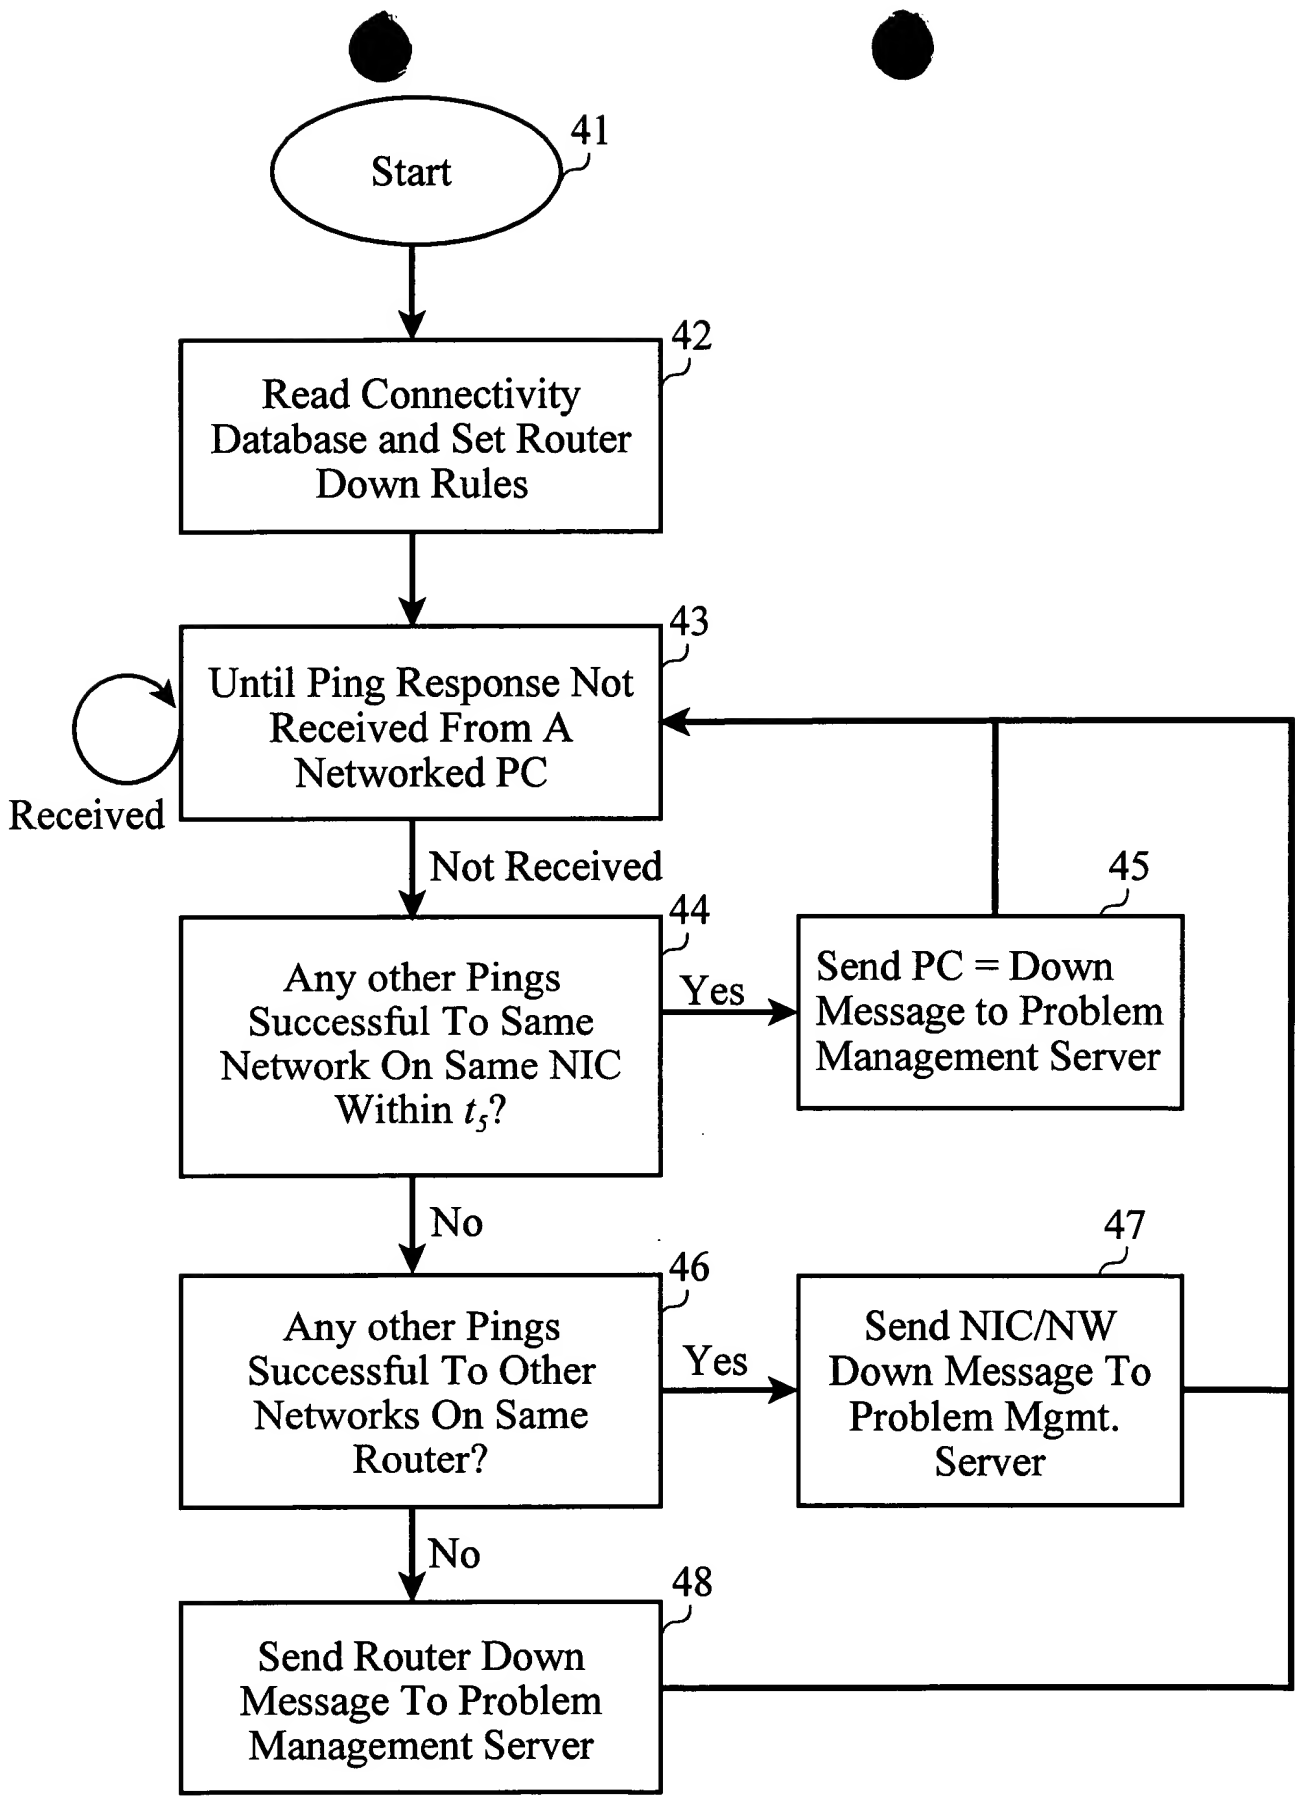 41
Start
42
Read Connectivity
Database and Set Router
Down Rules
43
Until Ping Response Not
Received From A
Networked PC
Received
Not Received
44
Any other Pings
Successful To Same
Network On Same NIC
Within t5?
Yes
45
Send PC = Down
Message to Problem
Management Server
No
46
Any other Pings
Successful To Other
Networks On Same
Router?
Yes
47
Send NIC/NW
Down Message To
Problem Mgmt.
Server
No
48
Send Router Down
Message To Problem
Management Server